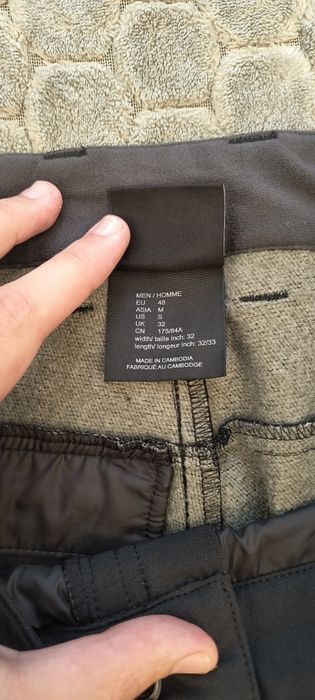 MEN / HOMME
EU 48
ASIA M
US S
UK 32
CN 175/84A
width/ taille inch: 32
length/ longeur inch: 32/33
MADE IN CAMBODIA
FABRIQUÉ AU CAMBODGE